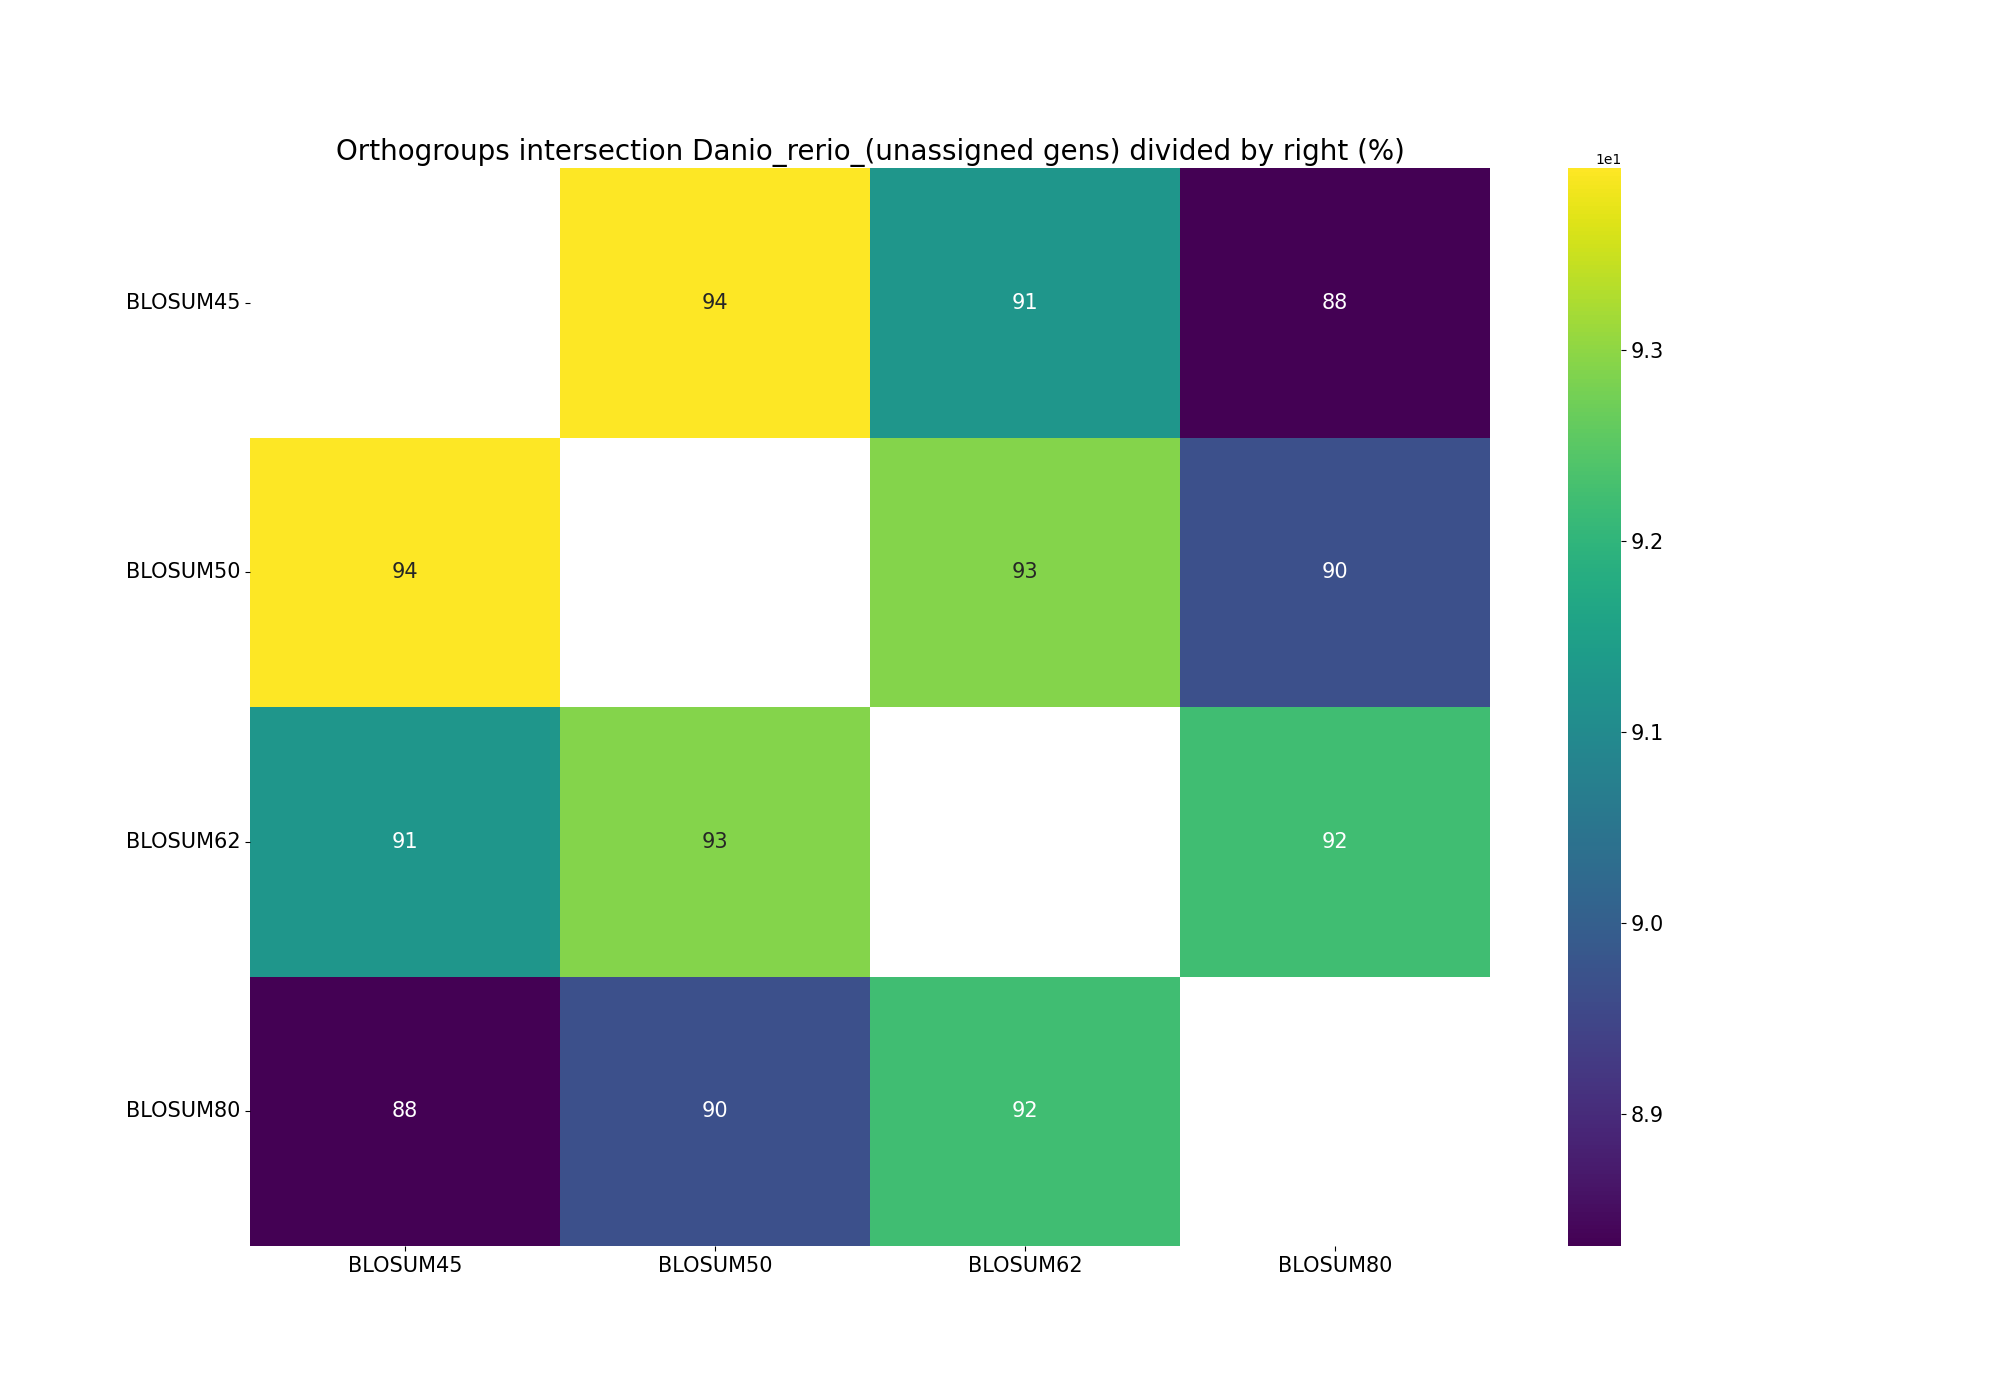 Orthogroups intersection Danio_rerio_(unassigned gens) divided by right (%)
1e1
BLOSUM45
94
91
88
9.3
BLOSUM50
94
93
90
9.2
9.1
BLOSUM62
91
93
92
9.0
BLOSUM80
88
90
92
8.9
BLOSUM45
BLOSUM50
BLOSUM62
BLOSUM80